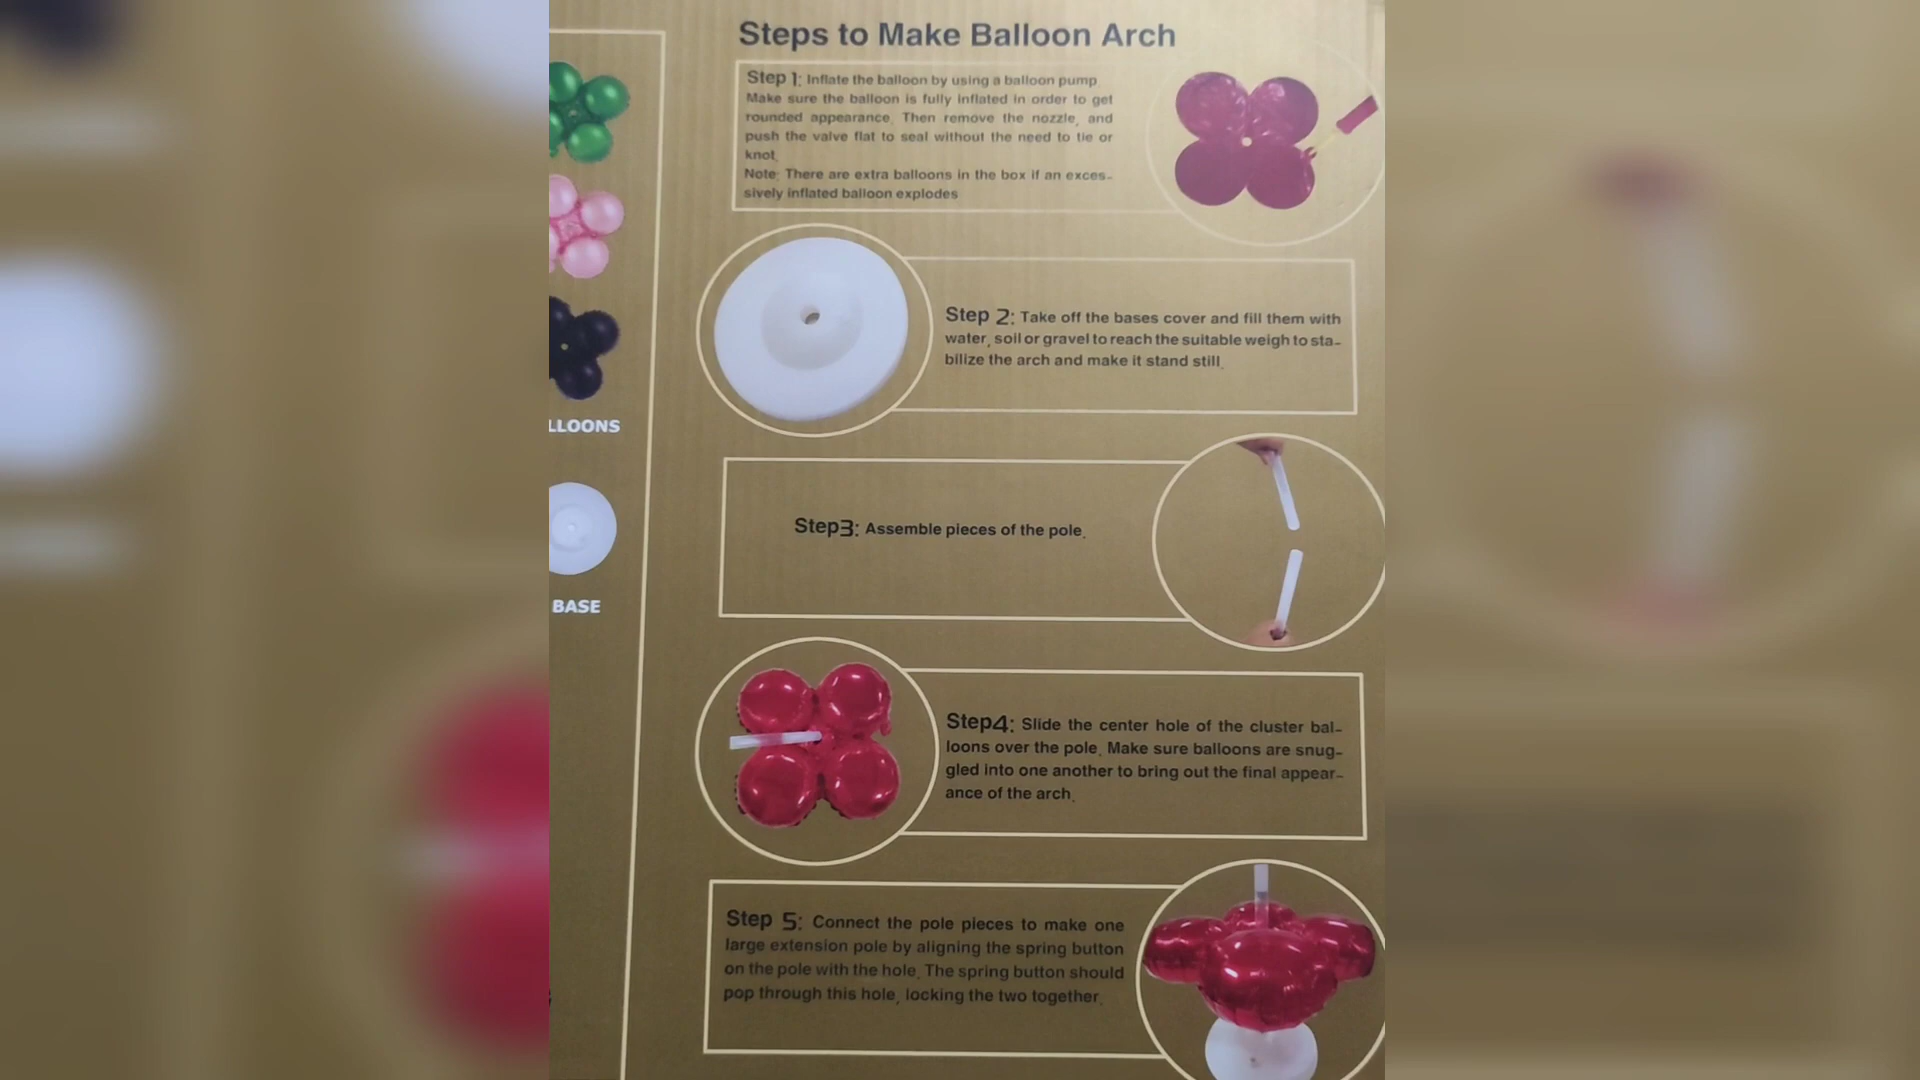 Steps to Make Balloon Arch
Step 1: Inflate the balloon by using a balloon pump.
Make sure the balloon is fully inflated in order to get
rounded appearance. Then remove the nozzle, and
push the valve flat to seal without the need to tie or
knot.
Note: There are extra balloons in the box if an exces-
sively inflated balloon explodes
Step 2: Take off the bases cover and fill them with
water, soil or gravel to reach the suitable weigh to sta-
bilize the arch and make it stand still.
LLOONS
Step3: Assemble pieces of the pole.
BASE
Step4: Slide the center hole of the cluster bal-
loons over the pole. Make sure balloons are snug-
gled into one another to bring out the final appear-
ance of the arch.
Step 5: Connect the pole pieces to make one
large extension pole by aligning the spring button
on the pole with the hole. The spring button should
pop through this hole, locking the two together.